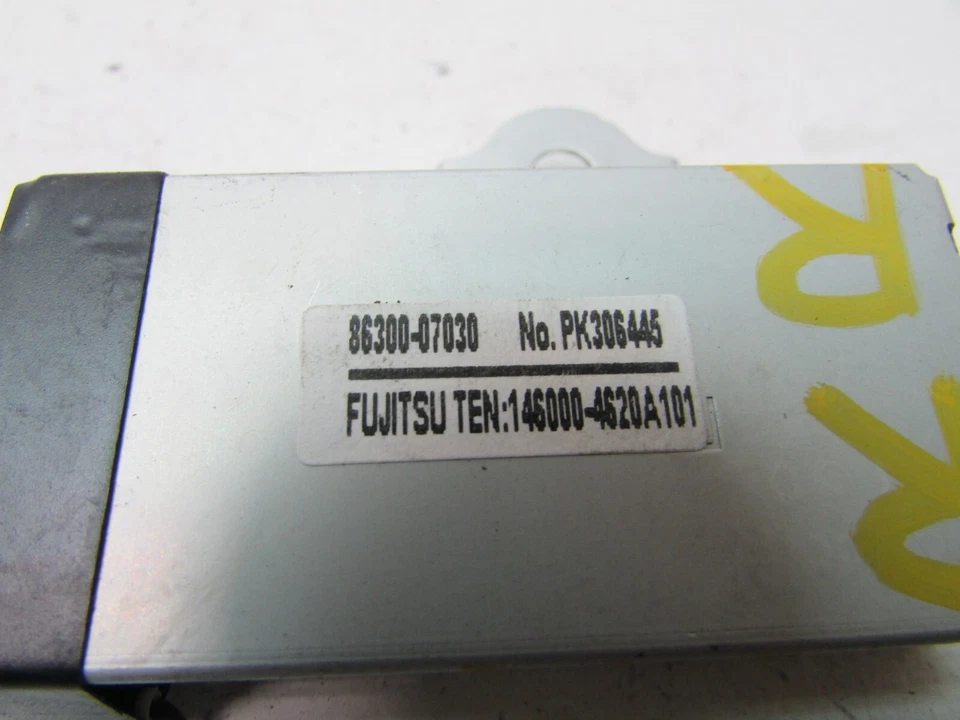 86300-07030 No. PK306445
FUJITSU TEN:146000-4620A101
R
R